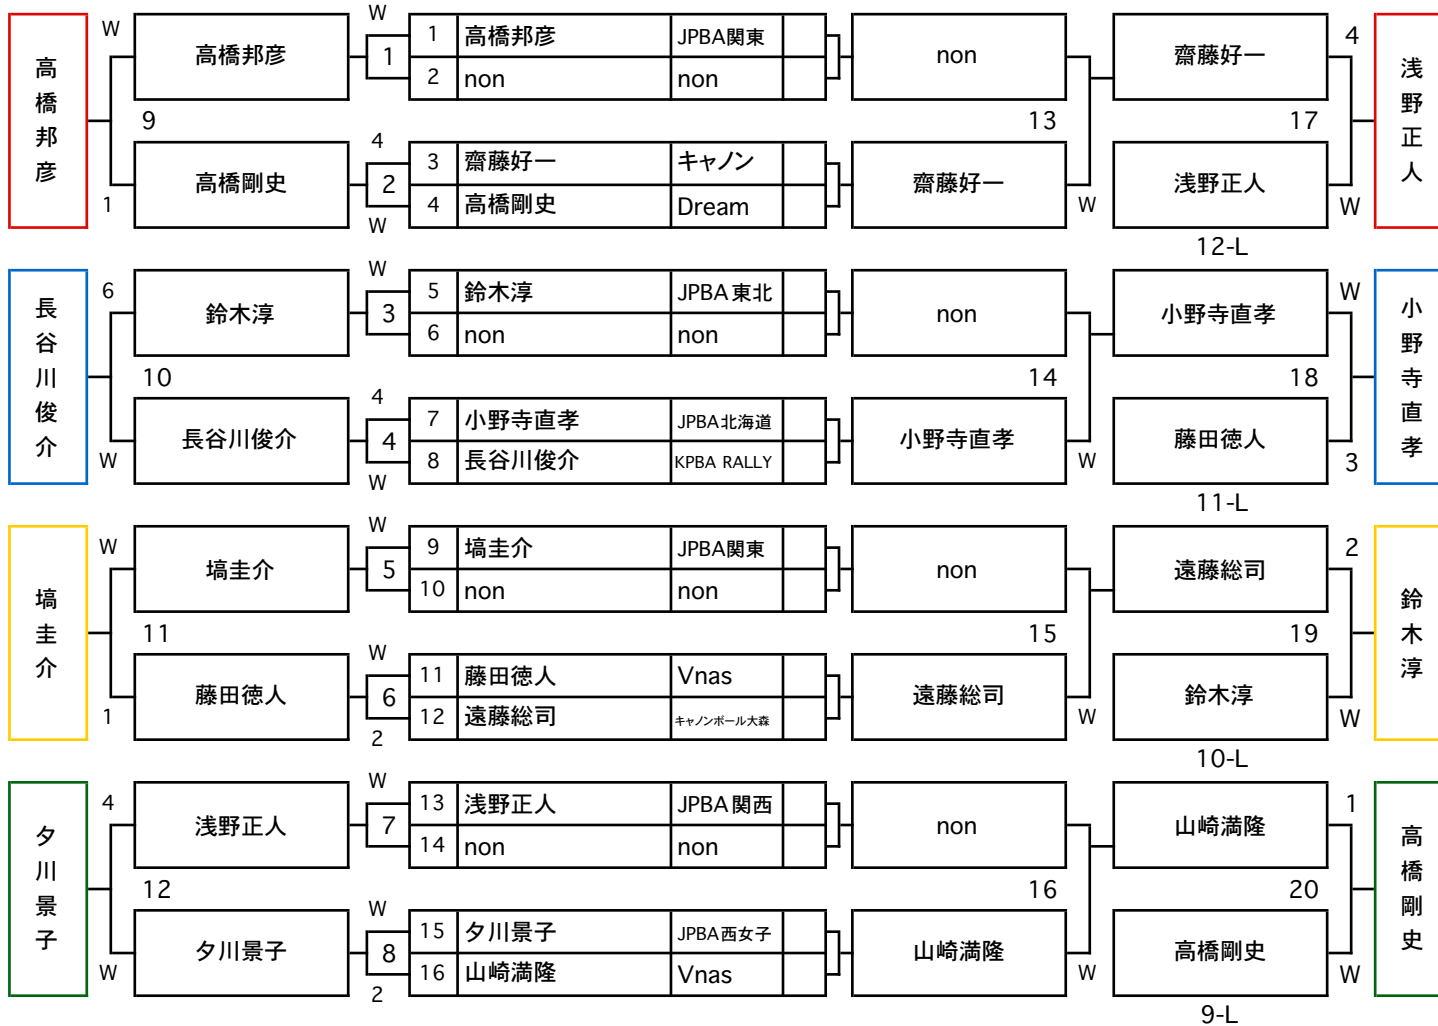 W
高橋邦彦
W
高橋邦彦
1
1 高橋邦彦 JPBA関東
2 non non
non
齋藤好一
4
浅野正人
9
13
17
1
高橋剛史
4
2
W
3 齋藤好一 キャノン
4 高橋剛史 Dream
齋藤好一
W
浅野正人
W
12-L
長谷川俊介
6
鈴木淳
W
3
5 鈴木淳 JPBA東北
6 non non
non
小野寺直孝
W
小野寺直孝
10
14
18
W
長谷川俊介
4
4
W
7 小野寺直孝 JPBA北海道
8 長谷川俊介 KPBA RALLY
小野寺直孝
W
藤田徳人
3
11-L
塙圭介
W
塙圭介
W
5
9 塙圭介 JPBA関東
10 non non
non
遠藤総司
2
鈴木淳
11
15
19
1
藤田徳人
W
6
2
11 藤田徳人 Vnas
12 遠藤総司 キャノンボール大森
遠藤総司
W
鈴木淳
W
10-L
夕川景子
4
浅野正人
W
7
13 浅野正人 JPBA関西
14 non non
non
山崎満隆
1
高橋剛史
12
16
20
W
夕川景子
W
8
2
15 夕川景子 JPBA西女子
16 山崎満隆 Vnas
山崎満隆
W
高橋剛史
W
9-L